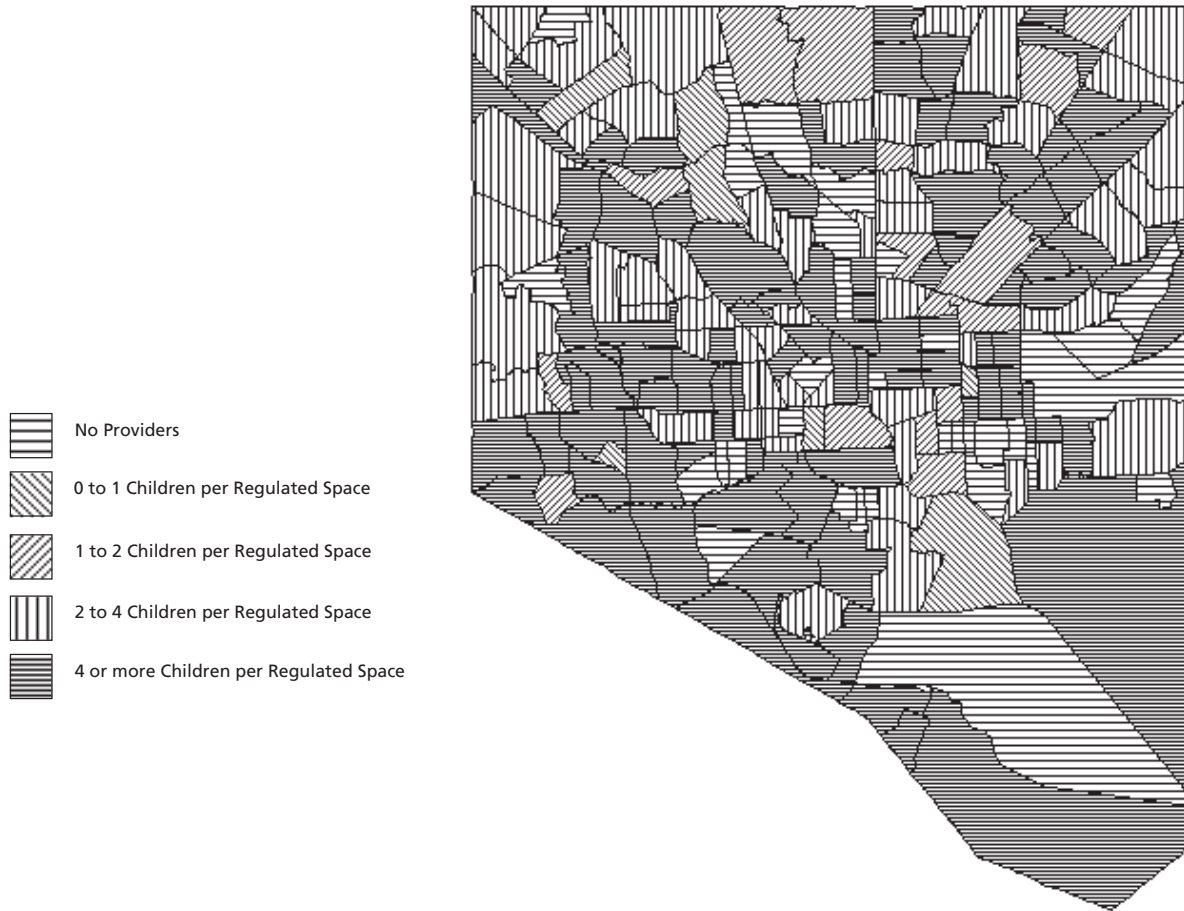 No Providers
0 to 1 Children per Regulated Space
1 to 2 Children per Regulated Space
2 to 4 Children per Regulated Space
4 or more Children per Regulated Space